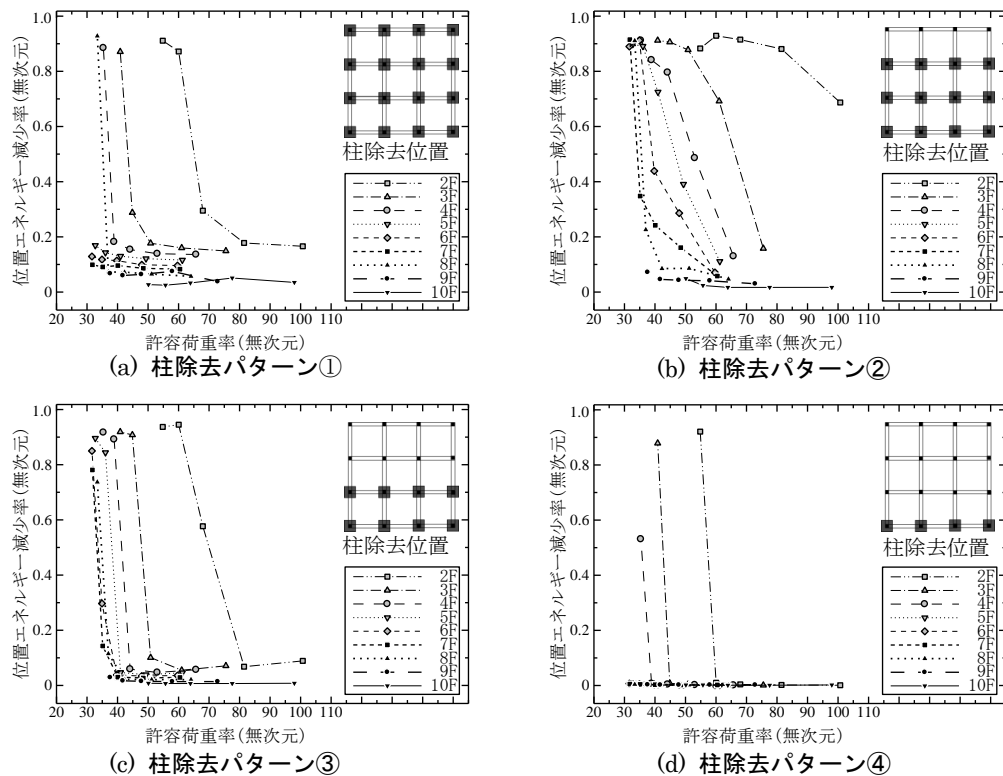 (a)
1.0
0.8
0.6
0.4
0.2
0
位置エネルギー減少率(無次元)
20 30 40 50 60 70 80 90 100 110
許容荷重率(無次元)
柱除去位置
2F
3F
4F
5F
6F
7F
8F
9F
10F
(a) 柱除去パターン①
(b)
1.0
0.8
0.6
0.4
0.2
0
位置エネルギー減少率(無次元)
20 30 40 50 60 70 80 90 100 110
許容荷重率(無次元)
柱除去位置
2F
3F
4F
5F
6F
7F
8F
9F
10F
(b) 柱除去パターン②
(c)
1.0
0.8
0.6
0.4
0.2
0
位置エネルギー減少率(無次元)
20 30 40 50 60 70 80 90 100 110
許容荷重率(無次元)
柱除去位置
2F
3F
4F
5F
6F
7F
8F
9F
10F
(c) 柱除去パターン③
(d)
1.0
0.8
0.6
0.4
0.2
0
位置エネルギー減少率(無次元)
20 30 40 50 60 70 80 90 100 110
許容荷重率(無次元)
柱除去位置
2F
3F
4F
5F
6F
7F
8F
9F
10F
(d) 柱除去パターン④